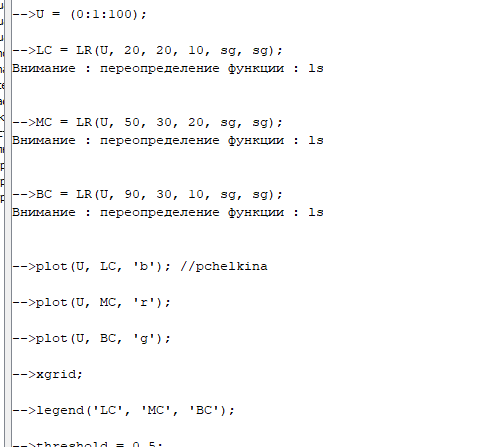 -->U = (0:1:100);
-->LC = LR(U, 20, 20, 10, sg, sg);
Внимание : переопределение функции : ls
-->MC = LR(U, 50, 30, 20, sg, sg);
Внимание : переопределение функции : ls
-->BC = LR(U, 90, 30, 10, sg, sg);
Внимание : переопределение функции : ls
-->plot(U, LC, 'b'); //pchelkina
-->plot(U, MC, 'r');
-->plot(U, BC, 'g');
-->xgrid;
-->legend('LC', 'MC', 'BC');
-->threshold = 0.5;